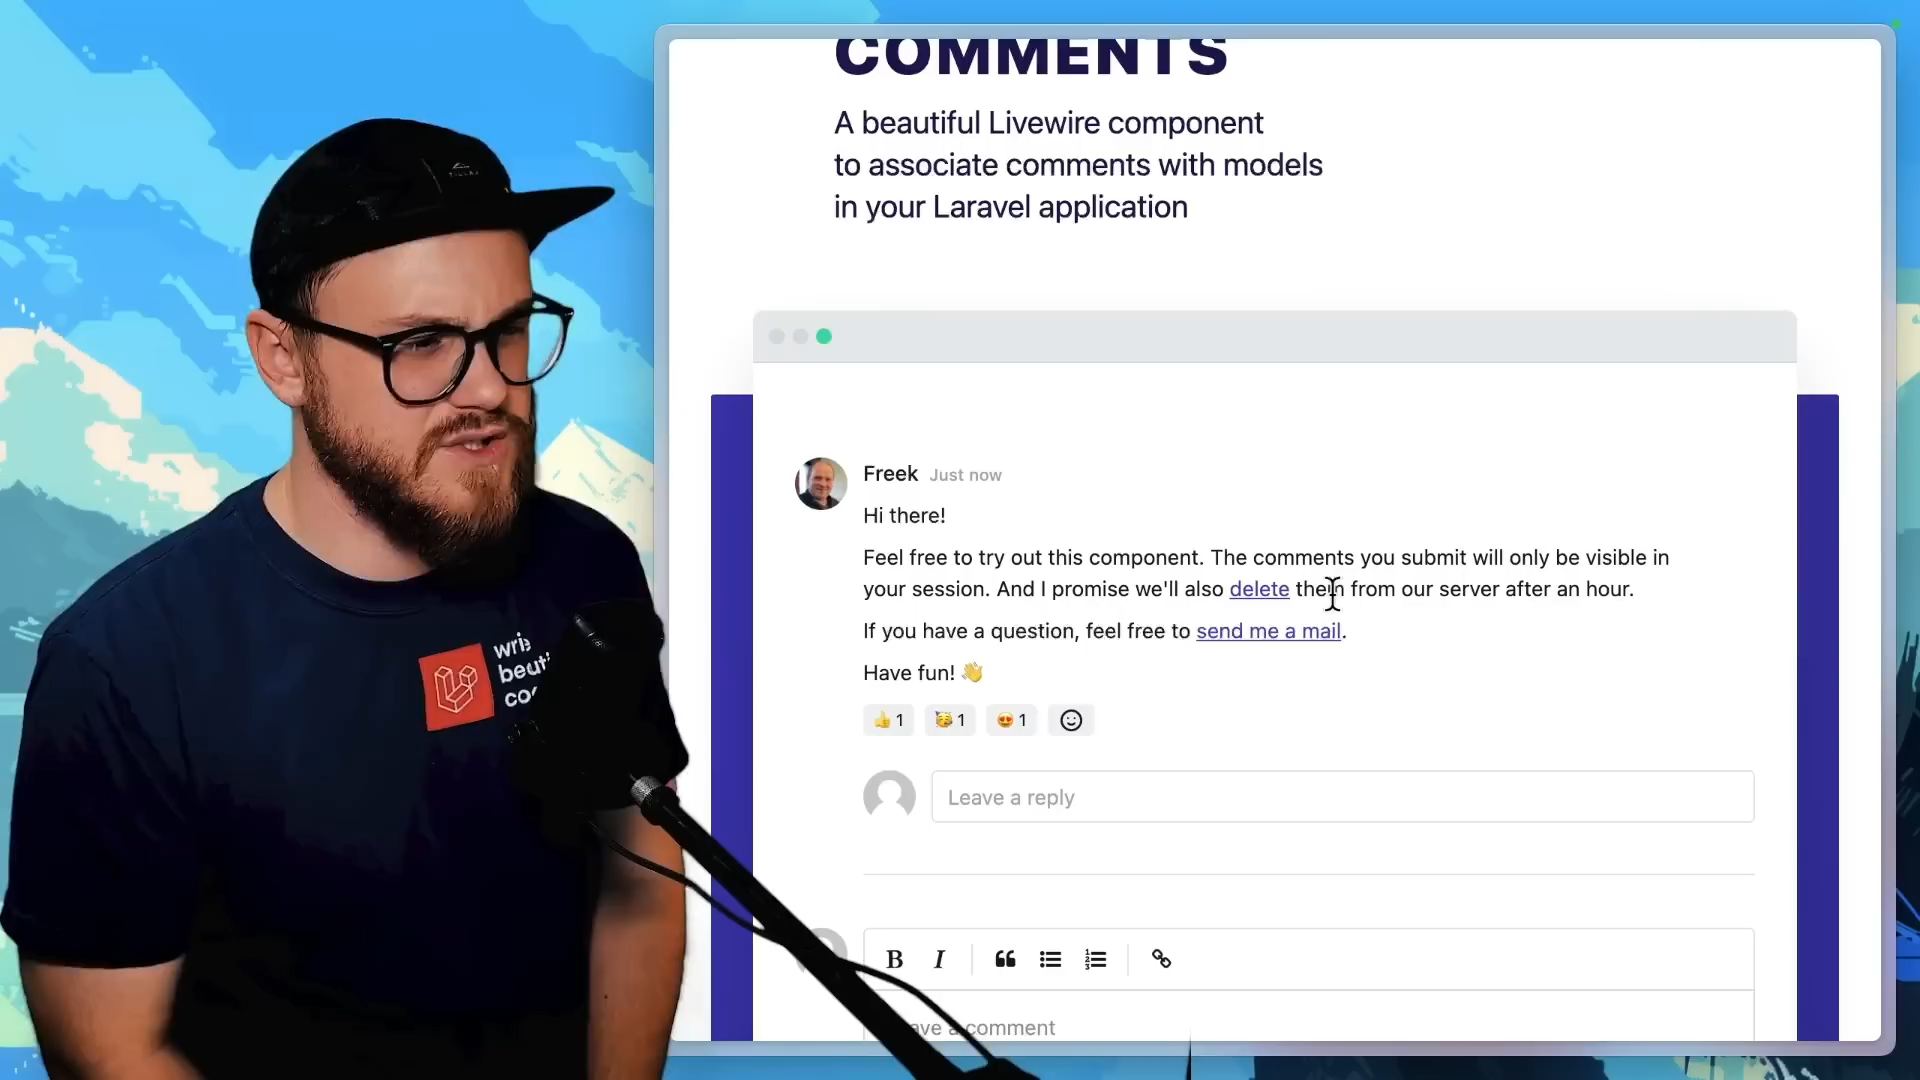 COMMENTS
A beautiful Livewire component
to associate comments with models
in your Laravel application
Freek Just now
Hi there!
Feel free to try out this component. The comments you submit will only be visible in
your session. And I promise we'll also delete them from our server after an hour.
If you have a question, feel free to send me a mail.
Have fun! 👋
👍 1 🥳 1 😍 1
Leave a reply
B I
ave a comment